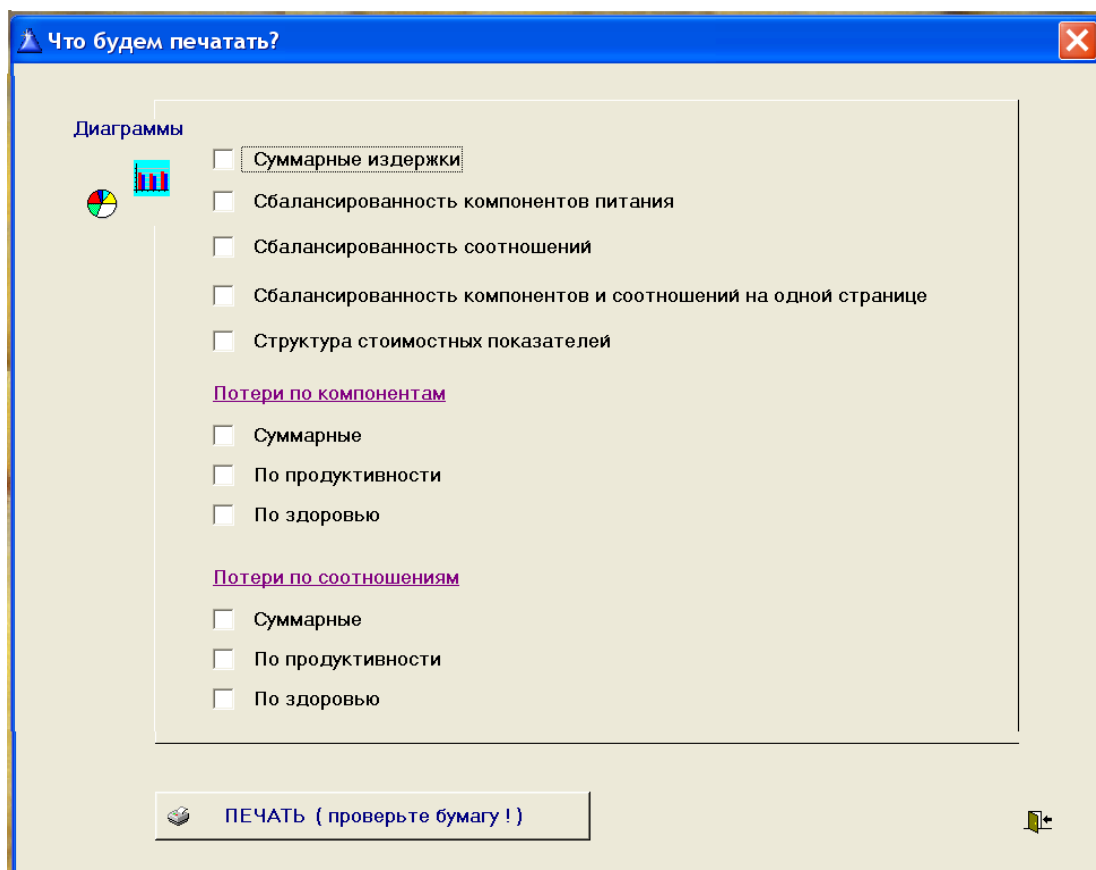 Что будем печатать?
Диаграммы
Суммарные издержки
Сбалансированность компонентов питания
Сбалансированность соотношений
Сбалансированность компонентов и соотношений на одной странице
Структура стоимостных показателей
Потери по компонентам
Суммарные
По продуктивности
По здоровью
Потери по соотношениям
Суммарные
По продуктивности
По здоровью
ПЕЧАТЬ ( проверьте бумагу ! )